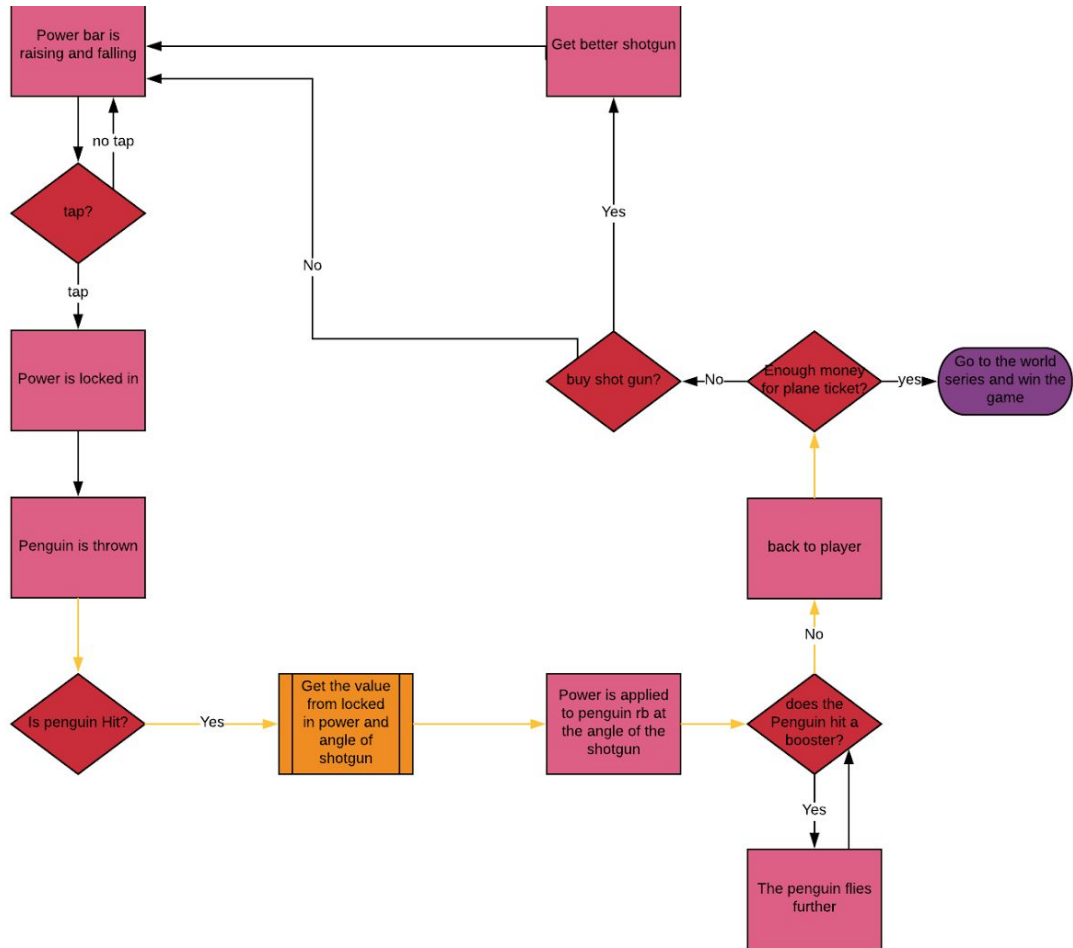 Power bar is
raising and falling
Get better shotgun
no tap
tap?
Yes
No
tap
Power is locked in
buy shot gun?
No
Enough money
for plane ticket?
yes
Go to the world
series and win the
game
Penguin is thrown
back to player
No
Is penguin Hit?
Yes
Get the value
from locked
in power and
angle of
shotgun
Power is applied
to penguin rb at
the angle of the
shotgun
does the
Penguin hit a
booster?
Yes
The penguin flies
further